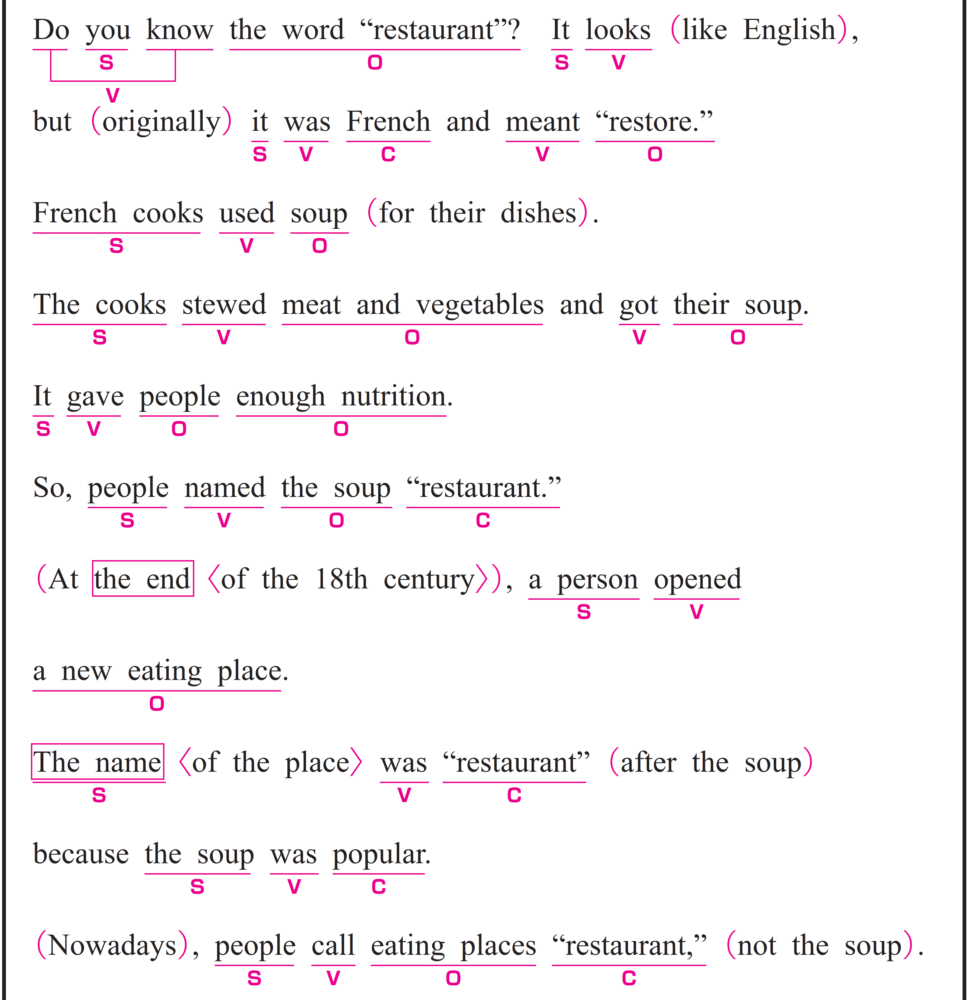 Do you know the word “restaurant”? It looks (like English),
S O S V
V
but (originally) it was French and meant “restore.”
S V C V O
French cooks used soup (for their dishes).
S V O
The cooks stewed meat and vegetables and got their soup.
S V O V O
It gave people enough nutrition.
S V O O
So, people named the soup “restaurant.”
S V O C
(At the end 〈of the 18th century〉), a person opened
S V
a new eating place.
O
The name 〈of the place〉 was “restaurant” (after the soup)
S V C
because the soup was popular.
S V C
(Nowadays), people call eating places “restaurant,” (not the soup).
S V O C